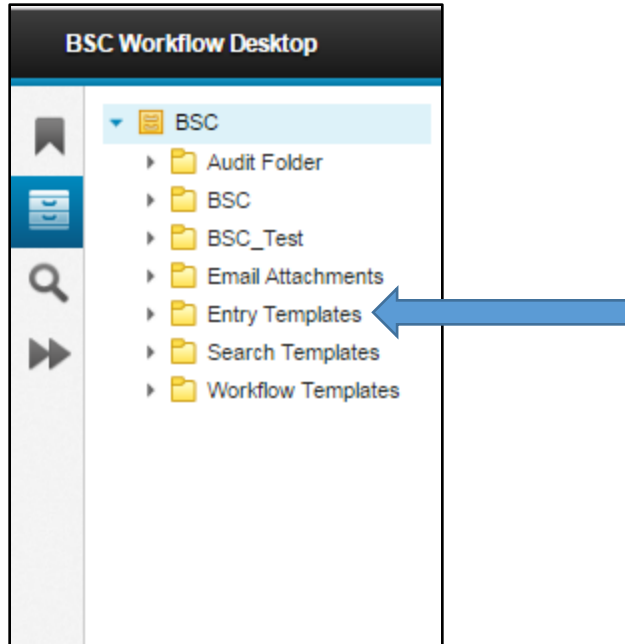 BSC Workflow Desktop
BSC
Audit Folder
BSC
BSC_Test
Email Attachments
Entry Templates
Search Templates
Workflow Templates